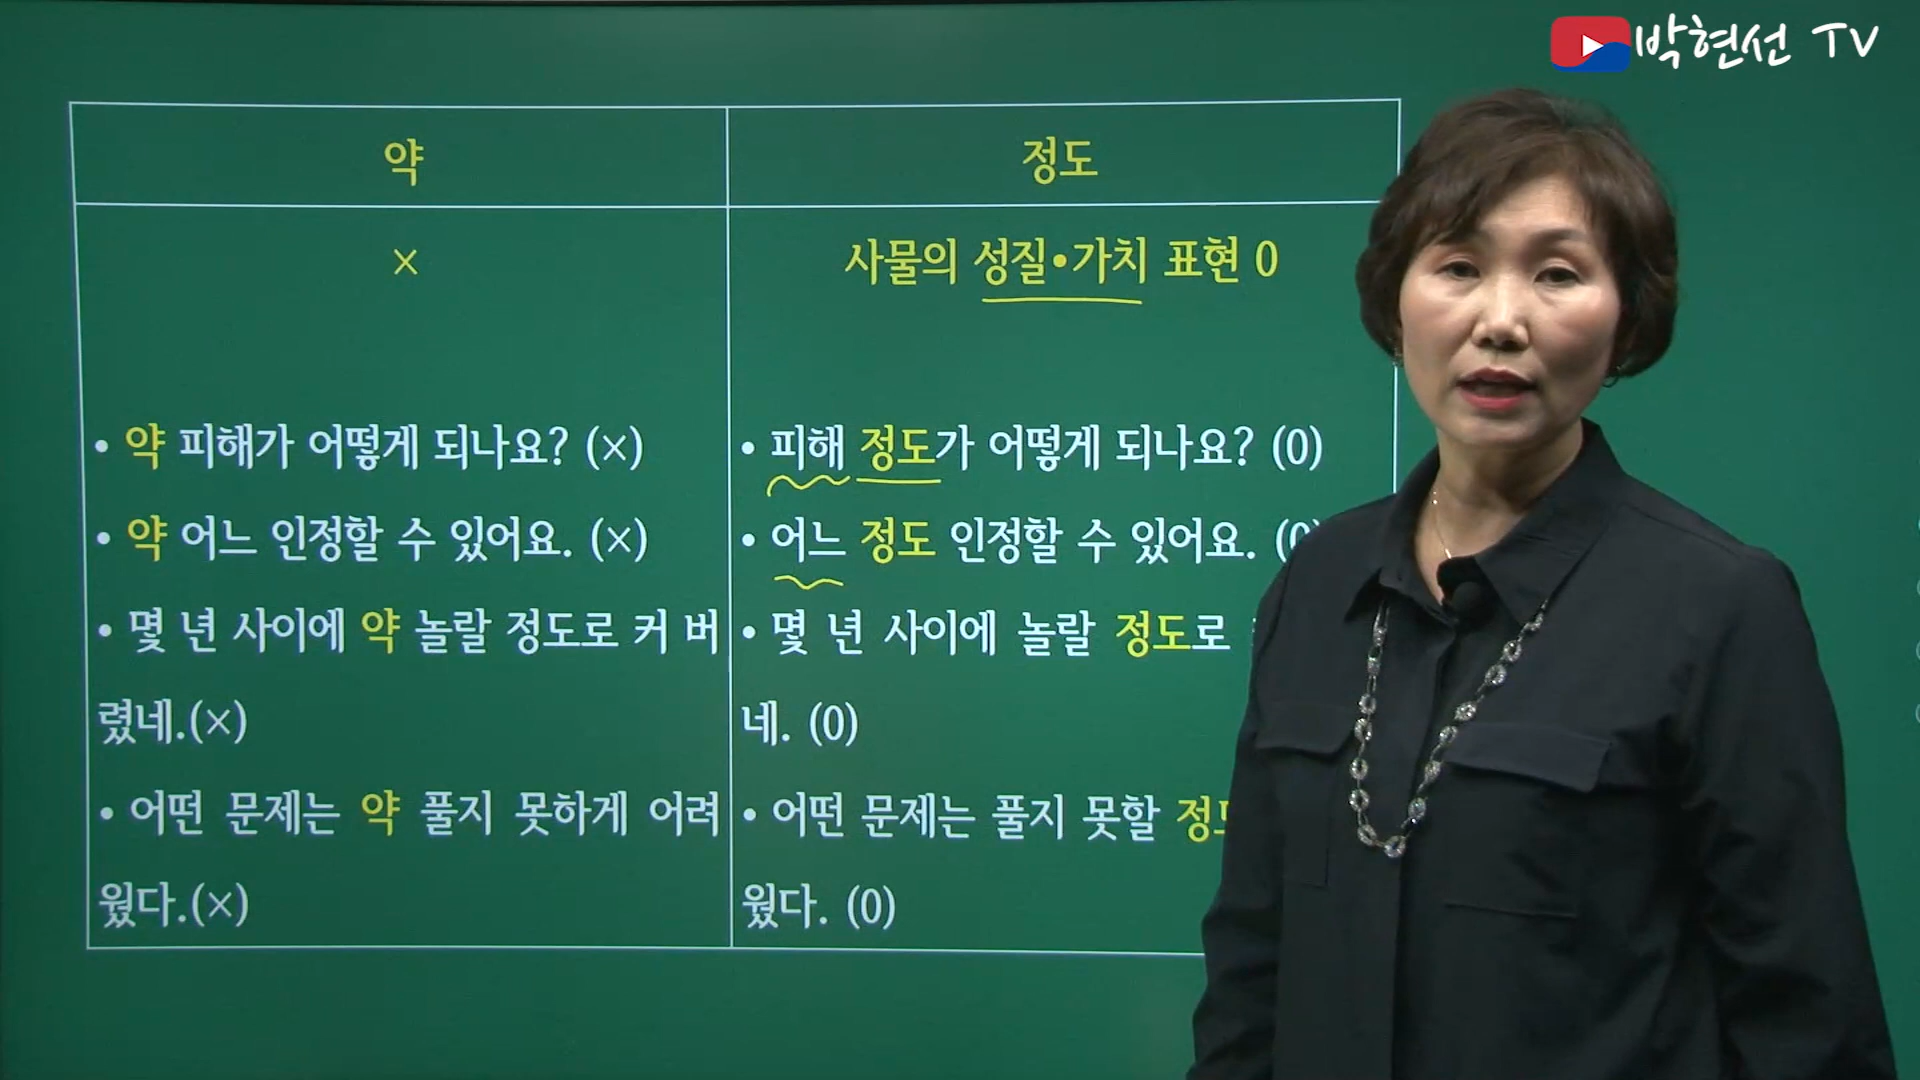 박현선 TV
약
정도
×
사물의 성질•가치 표현 0
• 약 피해가 어떻게 되나요? (×)
• 약 어느 인정할 수 있어요. (×)
• 몇 년 사이에 약 놀랄 정도로 커 버
렸네.(×)
• 어떤 문제는 약 풀지 못하게 어려
웠다.(×)
• 피해 정도가 어떻게 되나요? (0)
• 어느 정도 인정할 수 있어요. (0)
• 몇 년 사이에 놀랄 정도로
네. (0)
• 어떤 문제는 풀지 못할
웠다. (0)